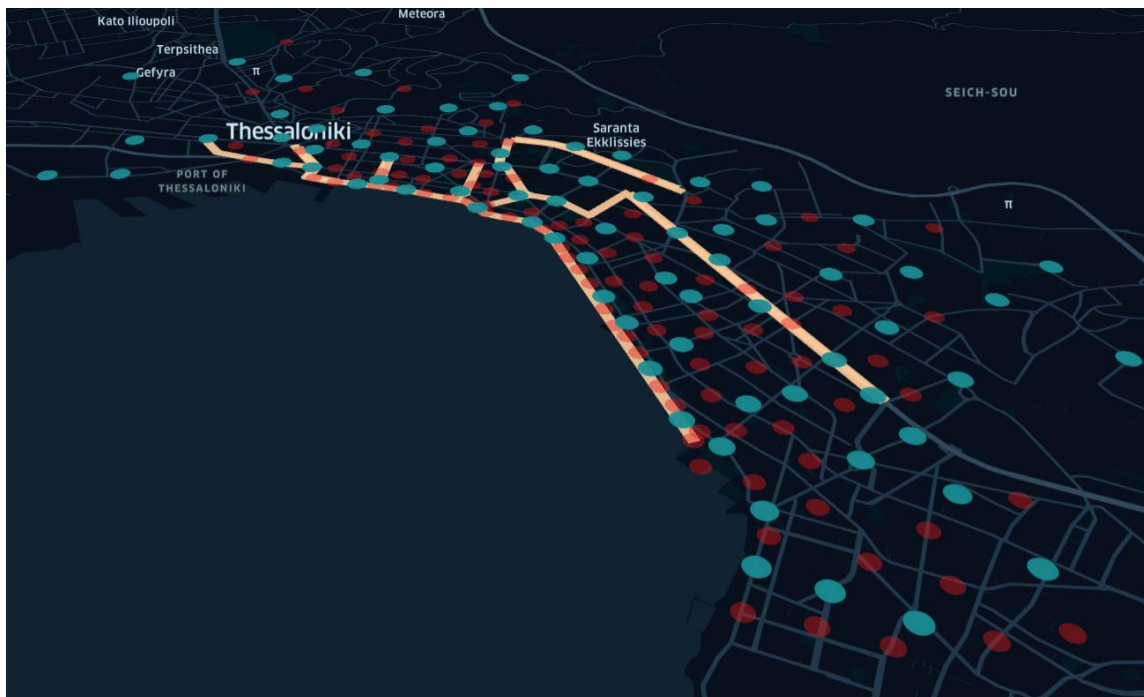 Meteora
Kato Ilioupoli
Terpsithea
Gefyra
π
SEICH-SOU
Thessaloniki
Saranta
Ekklissies
PORT OF
THESSALONIKI
π